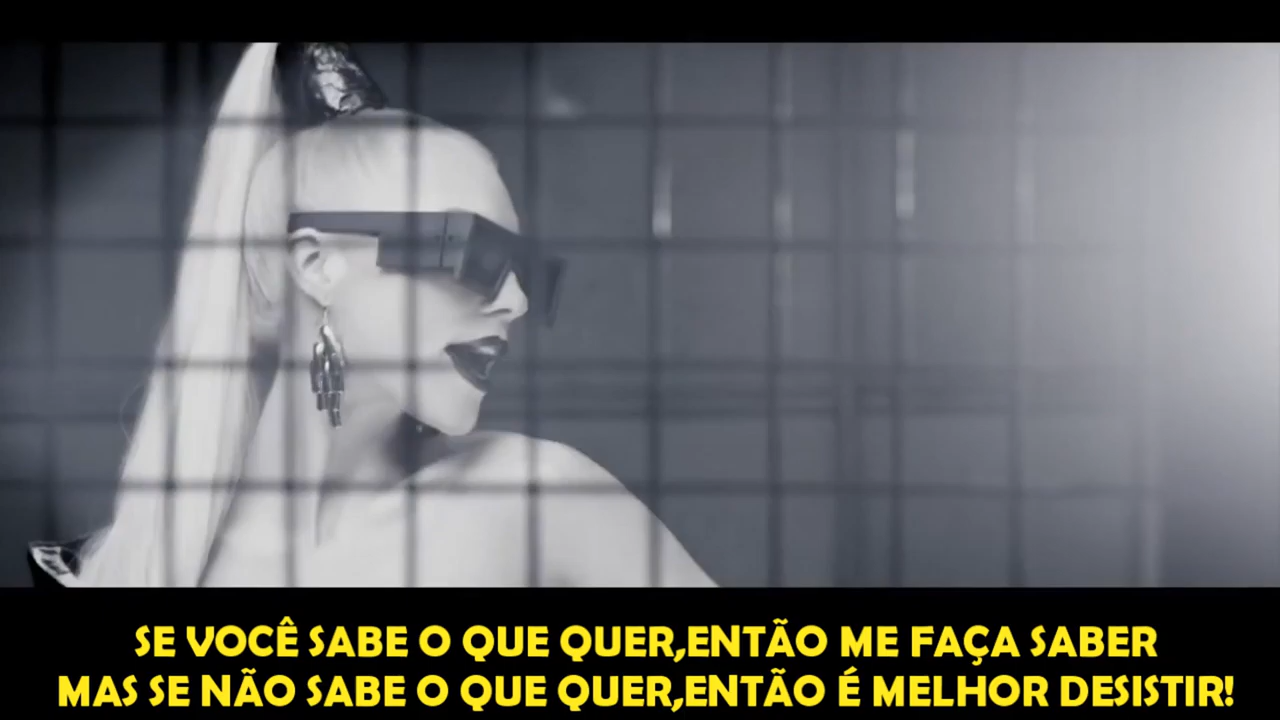 SE VOCÊ SABE O QUE QUER,ENTÃO ME FAÇA SABER
MAS SE NÃO SABE O QUE QUER,ENTÃO É MELHOR DESISTIR!